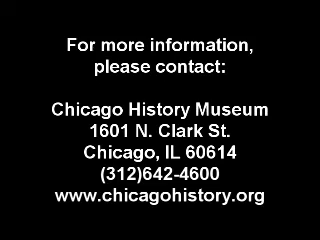 For more information,
please contact:
Chicago History Museum
1601 N. Clark St.
Chicago, IL 60614
(312)642-4600
www.chicagohistory.org